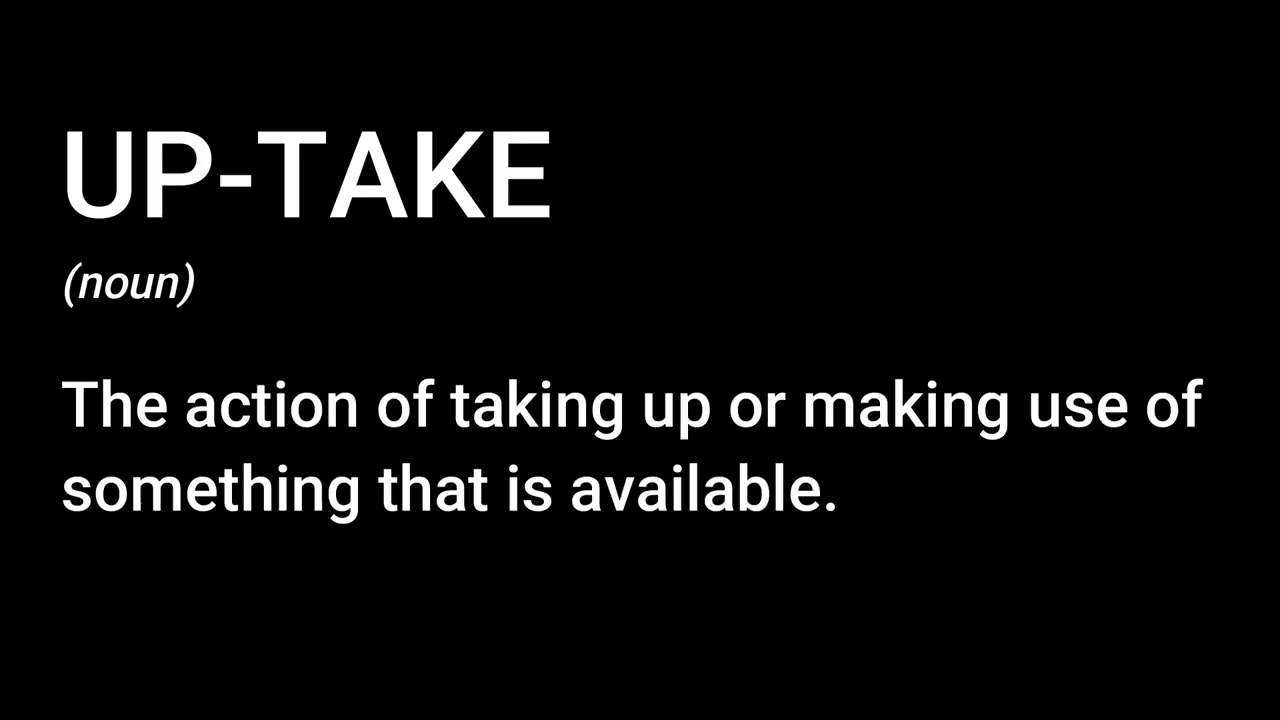 UP-TAKE
(noun)
The action of taking up or making use of
something that is available.